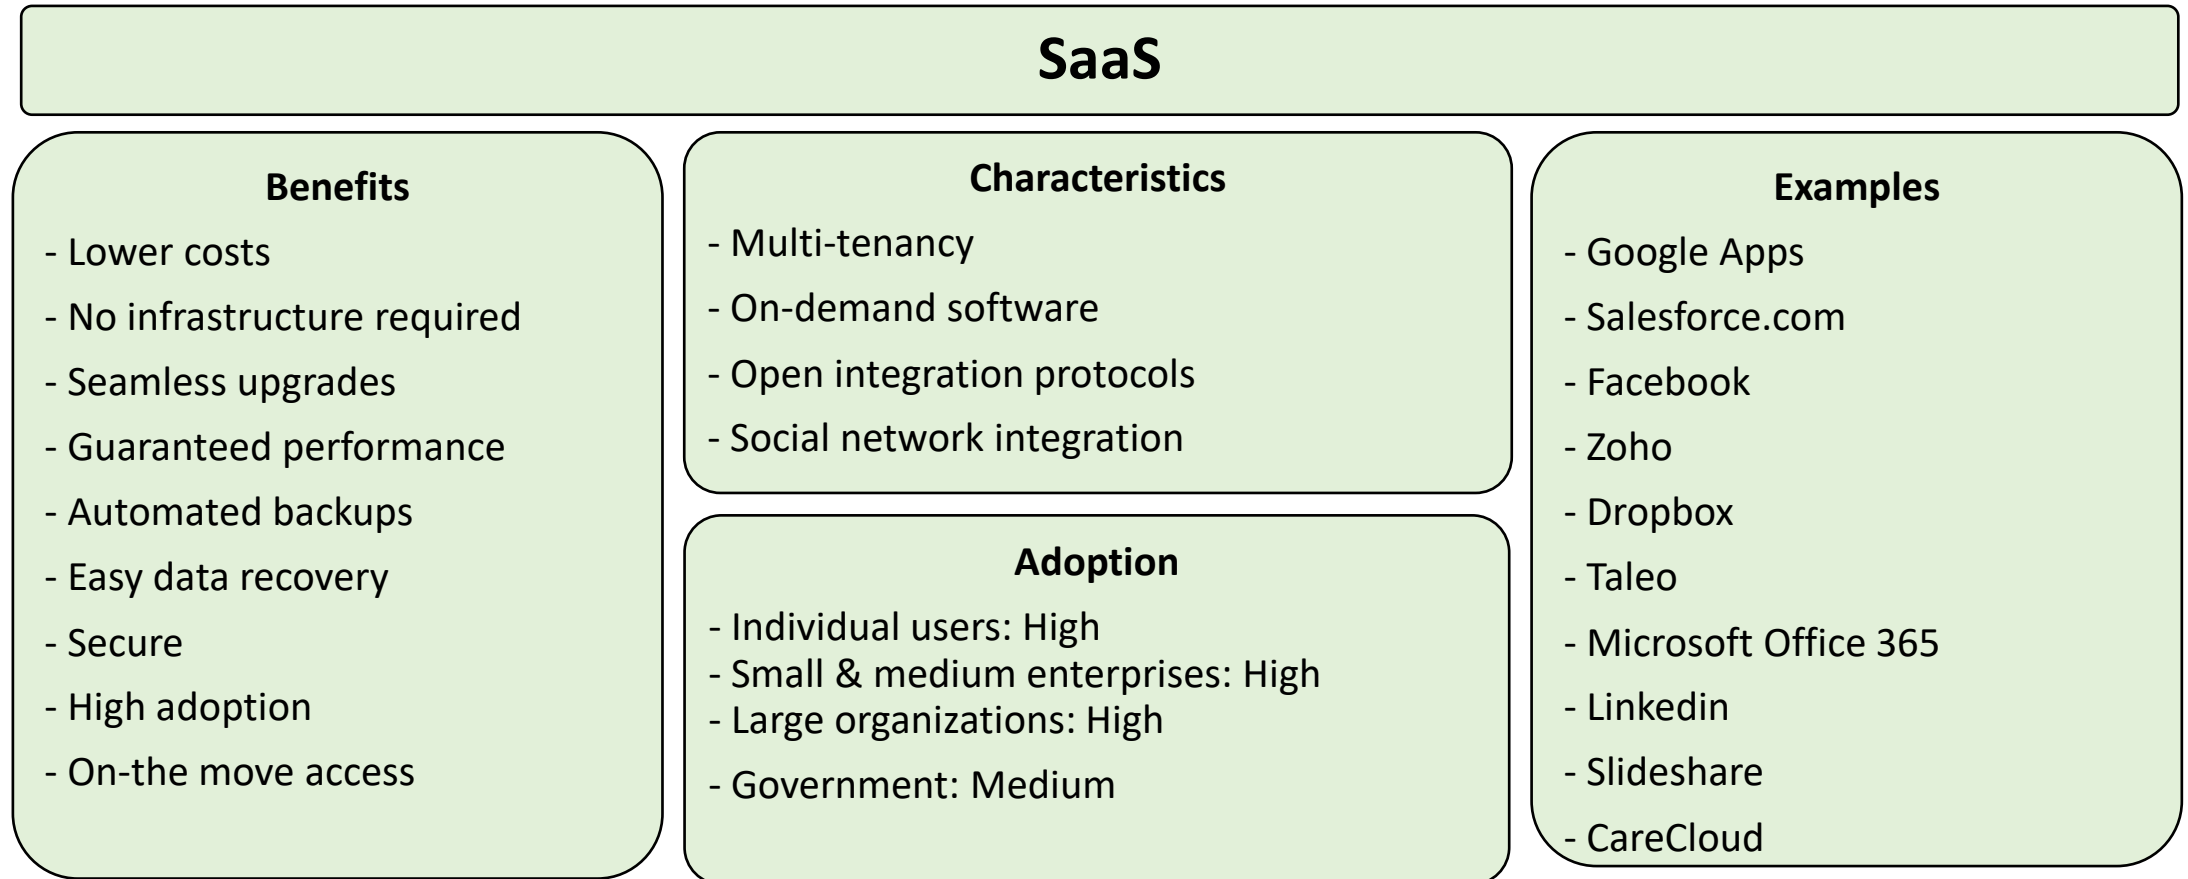 SaaS
Benefits
- Lower costs
- No infrastructure required
- Seamless upgrades
- Guaranteed performance
- Automated backups
- Easy data recovery
- Secure
- High adoption
- On-the move access
Characteristics
- Multi-tenancy
- On-demand software
- Open integration protocols
- Social network integration
Adoption
- Individual users: High
- Small & medium enterprises: High
- Large organizations: High
- Government: Medium
Examples
- Google Apps
- Salesforce.com
- Facebook
- Zoho
- Dropbox
- Taleo
- Microsoft Office 365
- Linkedin
- Slideshare
- CareCloud